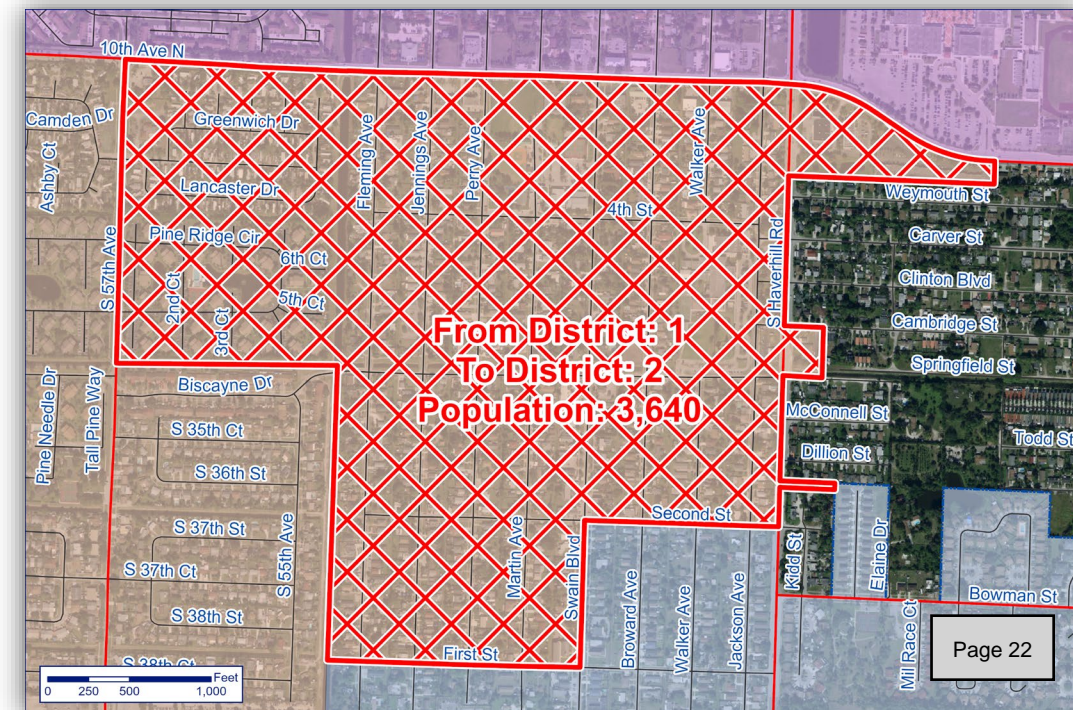 10th Ave N
Camden Dr
Greenwich Dr
Ashby Ct
Fleming Ave
Jennings Ave
Perry Ave
Walker Ave
Lancaster Dr
Weymouth St
4th St
Pine Ridge Cir
Carver St
S 57th Ave
6th Ct
S Haverhill Rd
Clinton Blvd
2nd Ct
5th Ct
3rd Ct
Cambridge St
From District: 1
To District: 2
Population: 3,640
Springfield St
Biscayne Dr
Pine Needle Dr
Tall Pine Way
McConnell St
S 35th Ct
Todd St
Dillion St
S 36th St
Second St
S 37th St
S 55th Ave
Martin Ave
Swain Blvd
Kidd St
Elaine Dr
S 37th Ct
Broward Ave
Walker Ave
Jackson Ave
Bowman St
S 38th St
Mil Race Ct
First St
S 38th Ct
Page 22
Feet
0 250 500 1,000